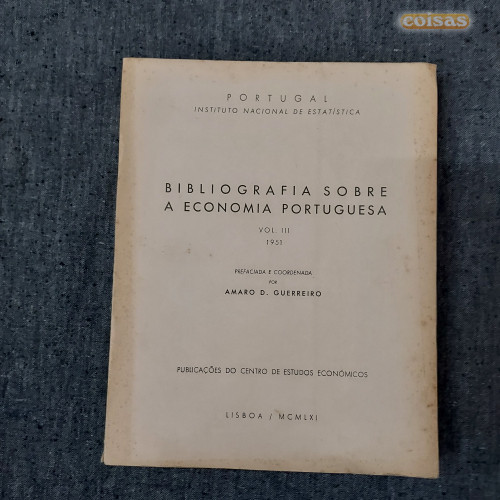 coisas
PORTUGAL
INSTITUTO NACIONAL DE ESTATÍSTICA
BIBLIOGRAFIA SOBRE
A ECONOMIA PORTUGUESA
VOL. III
1951
PREFACIADA E COORDENADA
POR
AMARO D. GUERREIRO
PUBLICAÇÕES DO CENTRO DE ESTUDOS ECONÓMICOS
LISBOA / MCMLXI